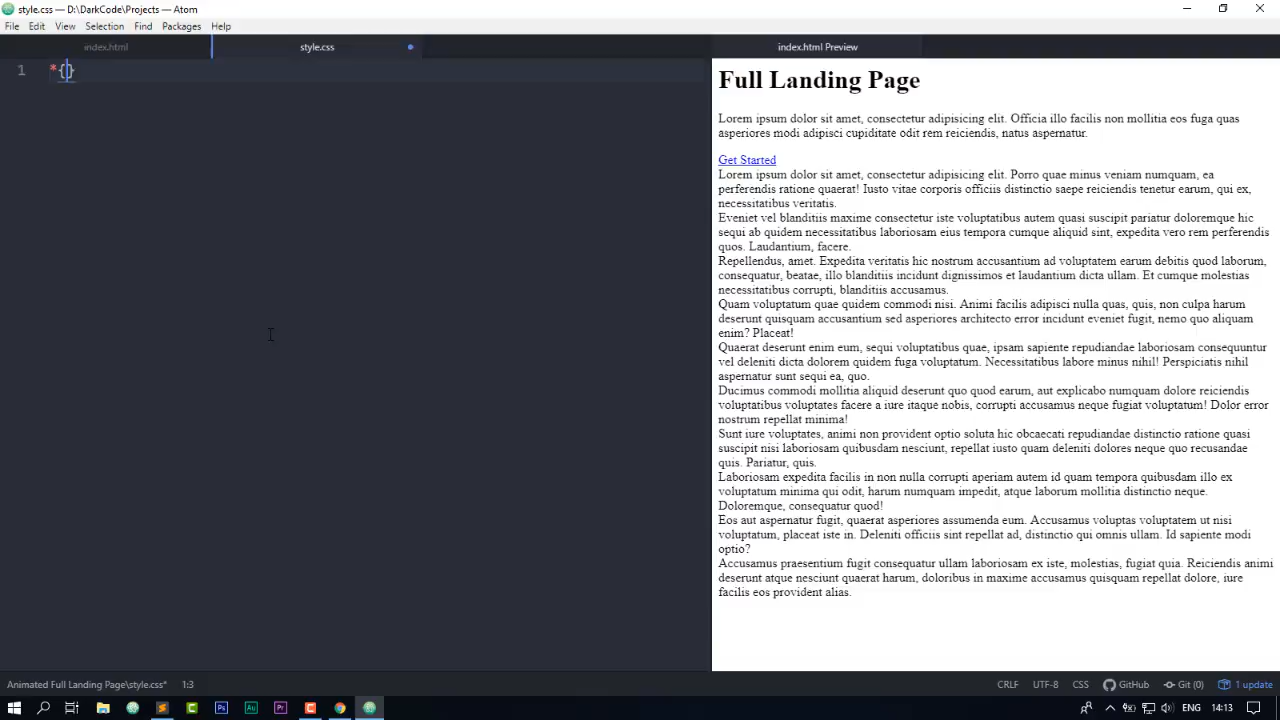 style.css — D:\DarkCode\Projects — Atom
File Edit View Selection Find Packages Help
index.html style.css index.html Preview
1 *{}
Full Landing Page
Lorem ipsum dolor sit amet, consectetur adipisicing elit. Officia illo facilis non mollitia eos fuga quas
asperiores modi adipisci cupiditate odit rem reiciendis, natus aspernatur.
Get Started
Lorem ipsum dolor sit amet, consectetur adipisicing elit. Porro quae minus veniam numquam, ea
perferendis ratione quaerat! Iusto vitae corporis officiis distinctio saepe reiciendis tenetur earum, qui ex,
necessitatibus veritatis.
Eveniet vel blanditiis maxime consectetur iste voluptatibus autem quasi suscipit pariatur doloremque hic
sequi ab quidem necessitatibus laboriosam eius tempora cumque aliquid sint, expedita vero rem perferendis
quos. Laudantium, facere.
Repellendus, amet. Expedita veritatis hic nostrum accusantium ad voluptatem earum debitis quod laborum,
consequatur, beatae, illo blanditiis incidunt dignissimos et laudantium dicta ullam. Et cumque molestias
necessitatibus corrupti, blanditiis accusamus.
Quam voluptatum quae quidem commodi nisi. Animi facilis adipisci nulla quas, quis, non culpa harum
deserunt quisquam accusantium sed asperiores architecto error incidunt eveniet fugit, nemo quo aliquam
enim? Placeat!
Quaerat deserunt enim eum, sequi voluptatibus quae, ipsam sapiente repudiandae laboriosam consequuntur
vel deleniti dicta dolorem quidem fuga voluptatum. Necessitatibus labore minus nihil! Perspiciatis nihil
aspernatur sunt sequi ea, quo.
Ducimus commodi mollitia aliquid deserunt quo quod earum, aut explicabo numquam dolore reiciendis
voluptatibus voluptates facere a iure itaque nobis, corrupti accusamus neque fugiat voluptatum! Dolor error
nostrum repellat minima!
Sunt iure voluptates, animi non provident optio soluta hic obcaecati repudiandae distinctio ratione quasi
suscipit nisi laboriosam quibusdam nesciunt, repellat iusto quam deleniti dolores neque quo recusandae
quis. Pariatur, quis.
Laboriosam expedita facilis in non nulla corrupti aperiam autem id quam tempora quibusdam illo ex
voluptatum minima qui odit, harum numquam impedit, atque laborum mollitia distinctio neque.
Doloremque, consequatur quod!
Eos aut aspernatur fugit, quaerat asperiores assumenda eum. Accusamus voluptas voluptatem ut nisi
voluptatum, placeat iste in. Deleniti officiis sint repellat ad, distinctio qui omnis ullam. Id sapiente modi
optio?
Accusamus praesentium fugit consequatur ullam laboriosam ex iste, molestias, fugiat quia. Reiciendis animi
deserunt atque nesciunt quaerat harum, doloribus in maxime accusamus quisquam repellat dolore, iure
facilis eos provident alias.
Animated Full Landing Page\style.css* 1:3 CRLF UTF-8 CSS GitHub Git (0) 1 update
C Ps Au Pr C ENG 14:13